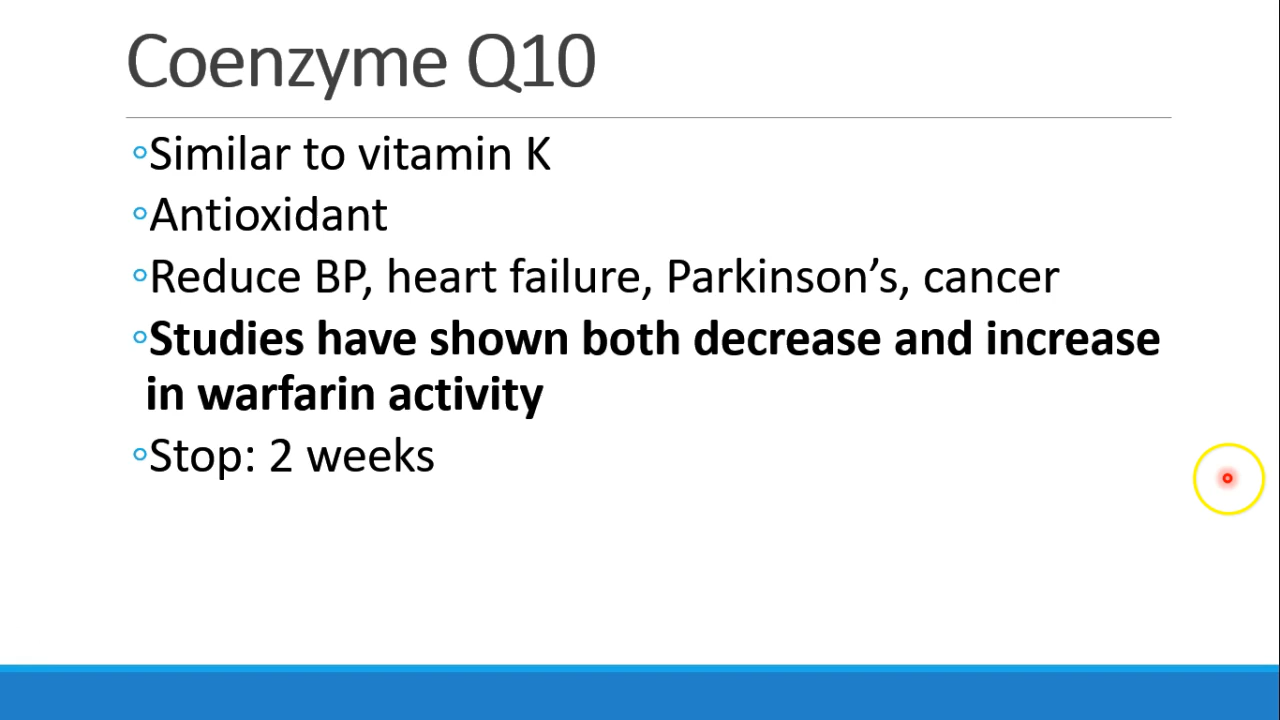 Coenzyme Q10
◦Similar to vitamin K
◦Antioxidant
◦Reduce BP, heart failure, Parkinson’s, cancer
◦Studies have shown both decrease and increase
in warfarin activity
◦Stop: 2 weeks